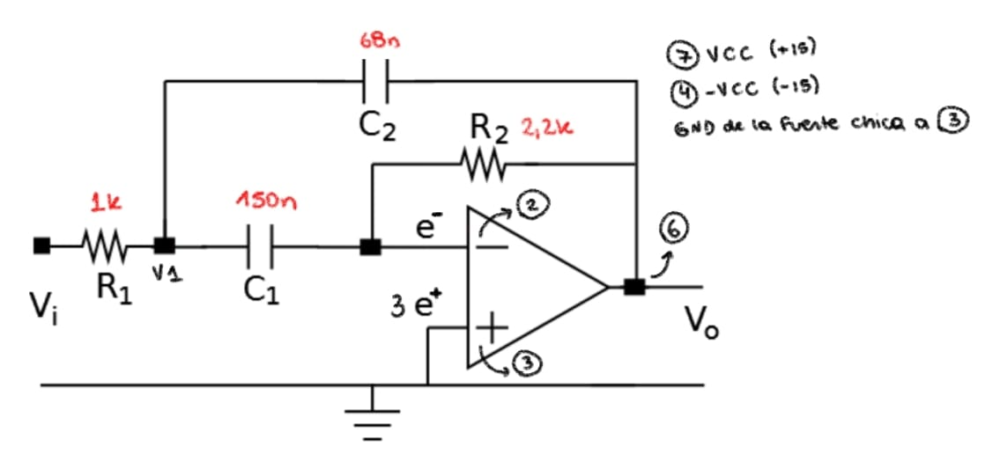 68n
C2
R2 2,2k
⑦ VCC (+15)
④ -VCC (-15)
GND de la fuente chica a ③
1k
R1
Vi
V1
150n
C1
e-
②
−
3 e+
+
③
⑥
Vo